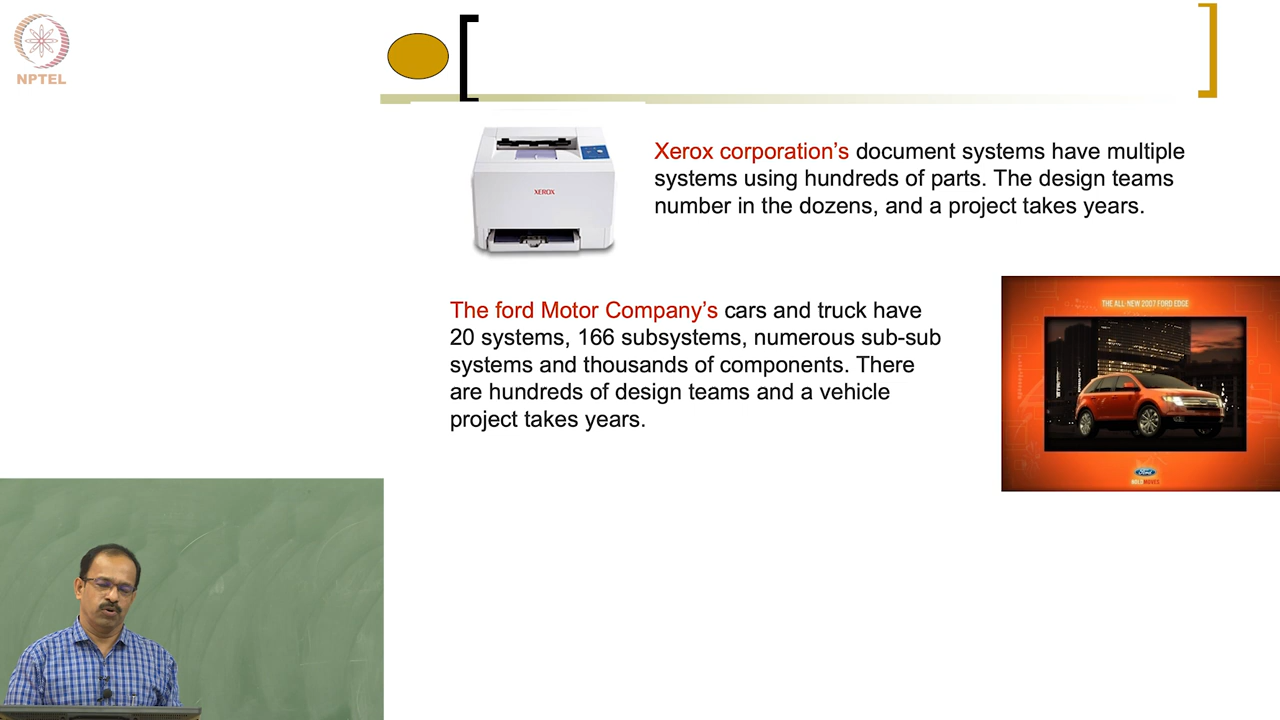 NPTEL
Xerox corporation's document systems have multiple
systems using hundreds of parts. The design teams
number in the dozens, and a project takes years.
XEROX
The ford Motor Company's cars and truck have
20 systems, 166 subsystems, numerous sub-sub
systems and thousands of components. There
are hundreds of design teams and a vehicle
project takes years.
THE ALL-NEW 2007 FORD EDGE
Ford
BOLD MOVES